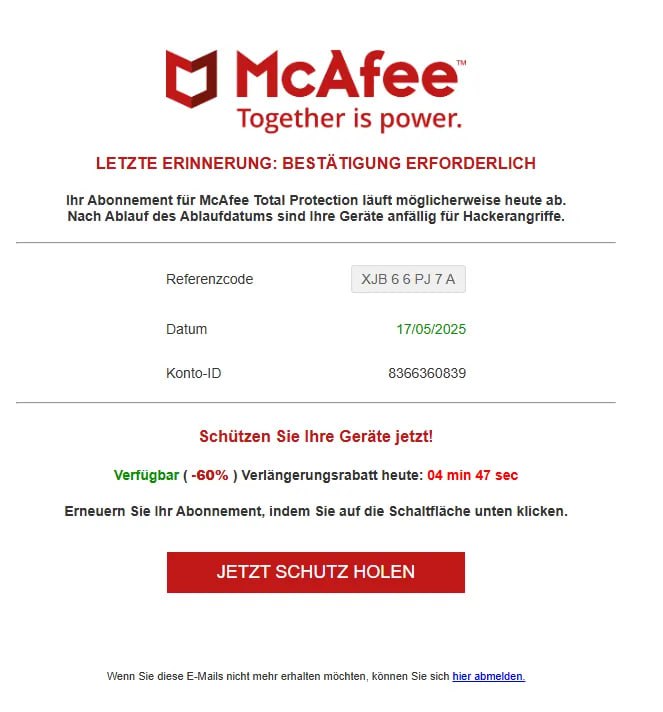 McAfee™
Together is power.
LETZTE ERINNERUNG: BESTÄTIGUNG ERFORDERLICH
Ihr Abonnement für McAfee Total Protection läuft möglicherweise heute ab.
Nach Ablauf des Ablaufdatums sind Ihre Geräte anfällig für Hackerangriffe.
Referenzcode XJB 6 6 PJ 7 A
Datum 17/05/2025
Konto-ID 8366360839
Schützen Sie Ihre Geräte jetzt!
Verfügbar ( -60% ) Verlängerungsrabatt heute: 04 min 47 sec
Erneuern Sie Ihr Abonnement, indem Sie auf die Schaltfläche unten klicken.
JETZT SCHUTZ HOLEN
Wenn Sie diese E-Mails nicht mehr erhalten möchten, können Sie sich hier abmelden.